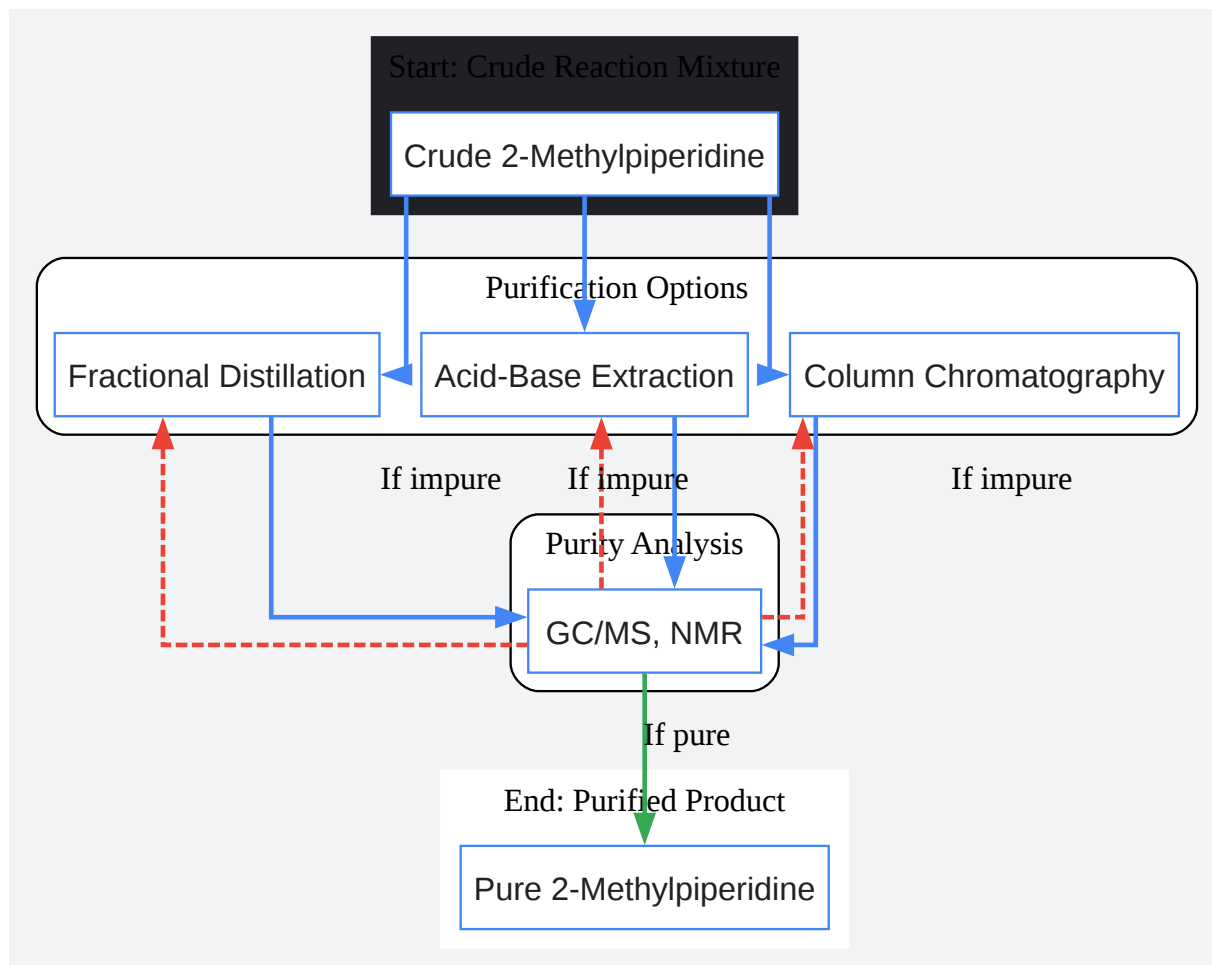 Start: Crude Reaction Mixture
Crude 2-Methylpiperidine
Purification Options
Fractional Distillation
Acid-Base Extraction
Column Chromatography
If impure
If impure
If impure
Purity Analysis
GC/MS, NMR
If pure
End: Purified Product
Pure 2-Methylpiperidine